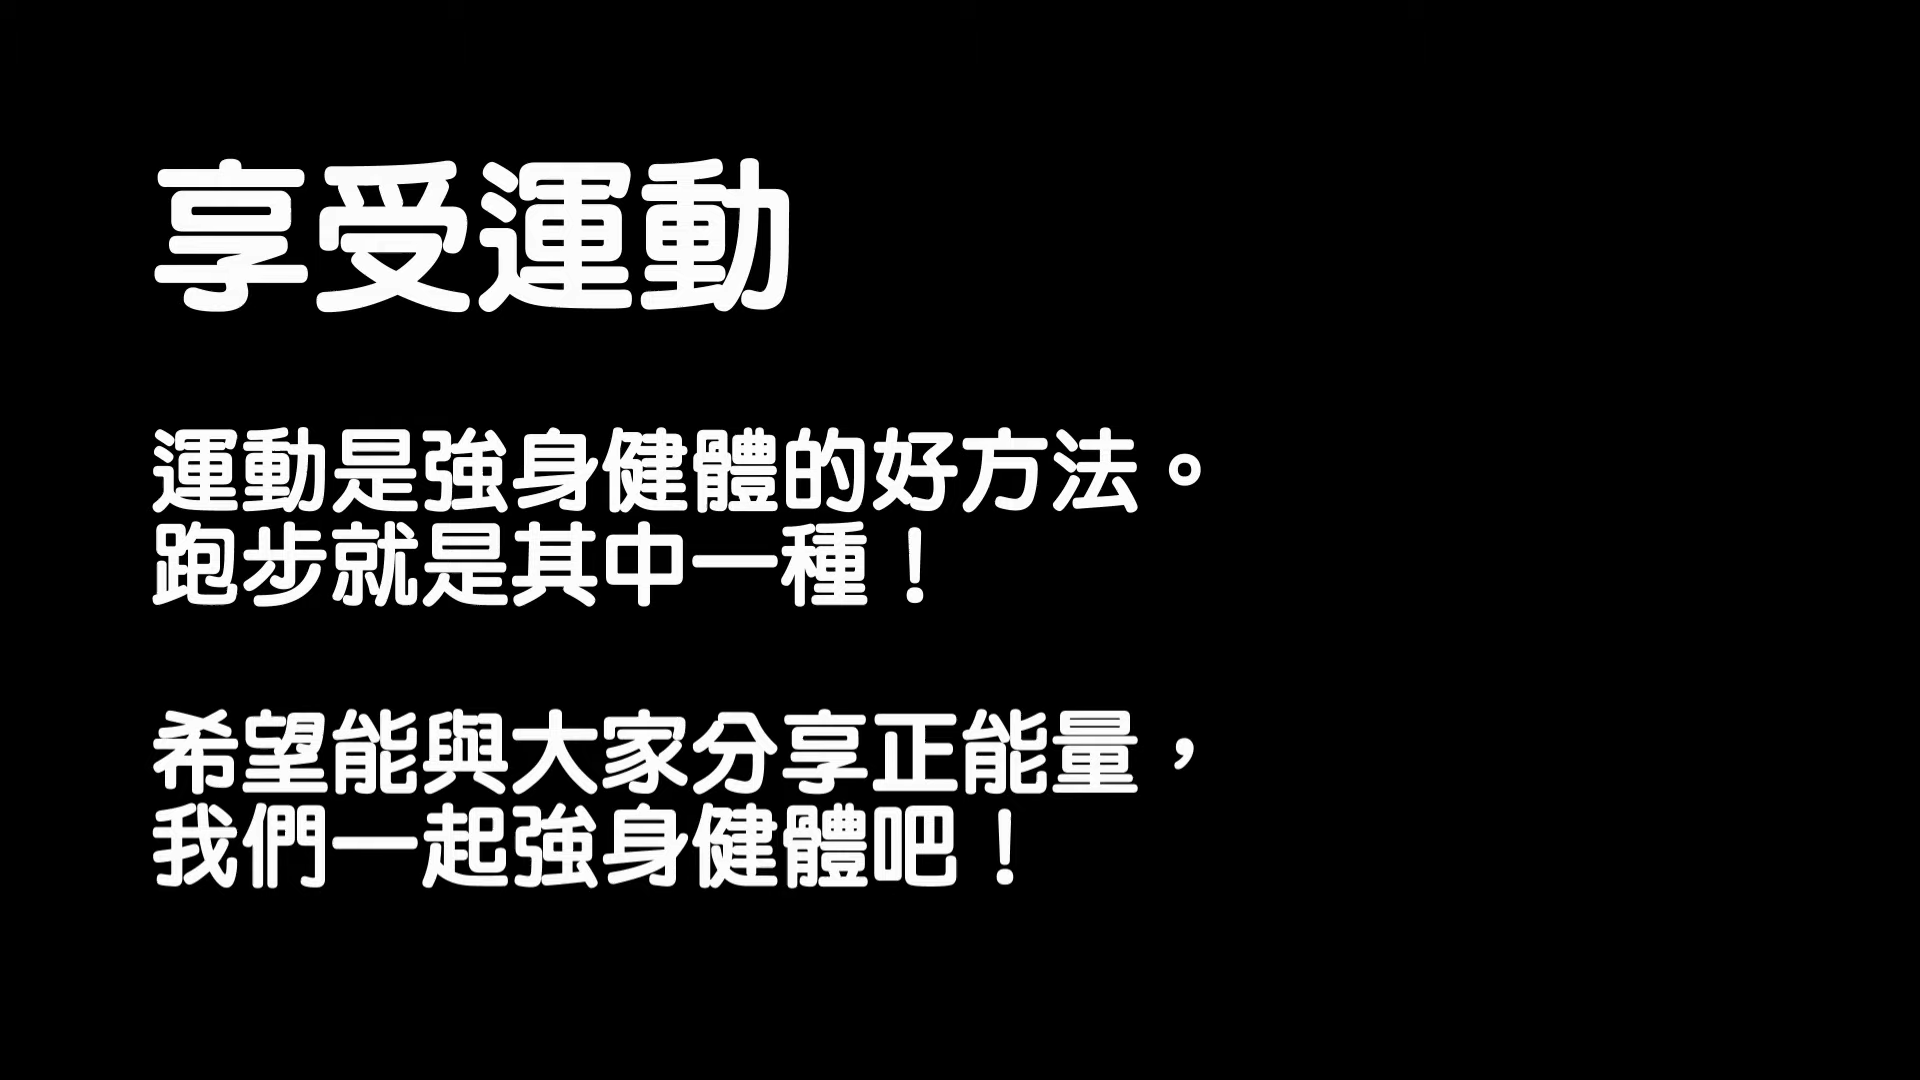 享受運動
運動是強身健體的好方法。
跑步就是其中一種！
希望能與大家分享正能量，
我們一起強身健體吧！